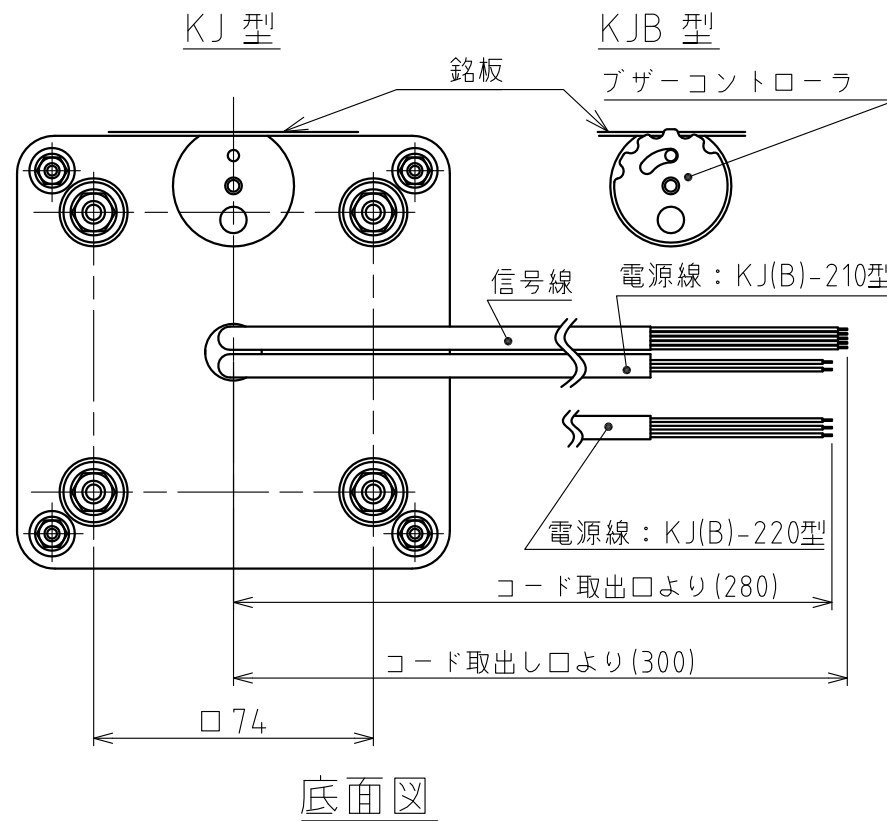 KJ 型
KJB 型
銘板
ブザーコントローラ
信号線
電源線：KJ(B)-210型
電源線：KJ(B)-220型
コード取出口より(280)
コード取出し口より(300)
□74
底面図